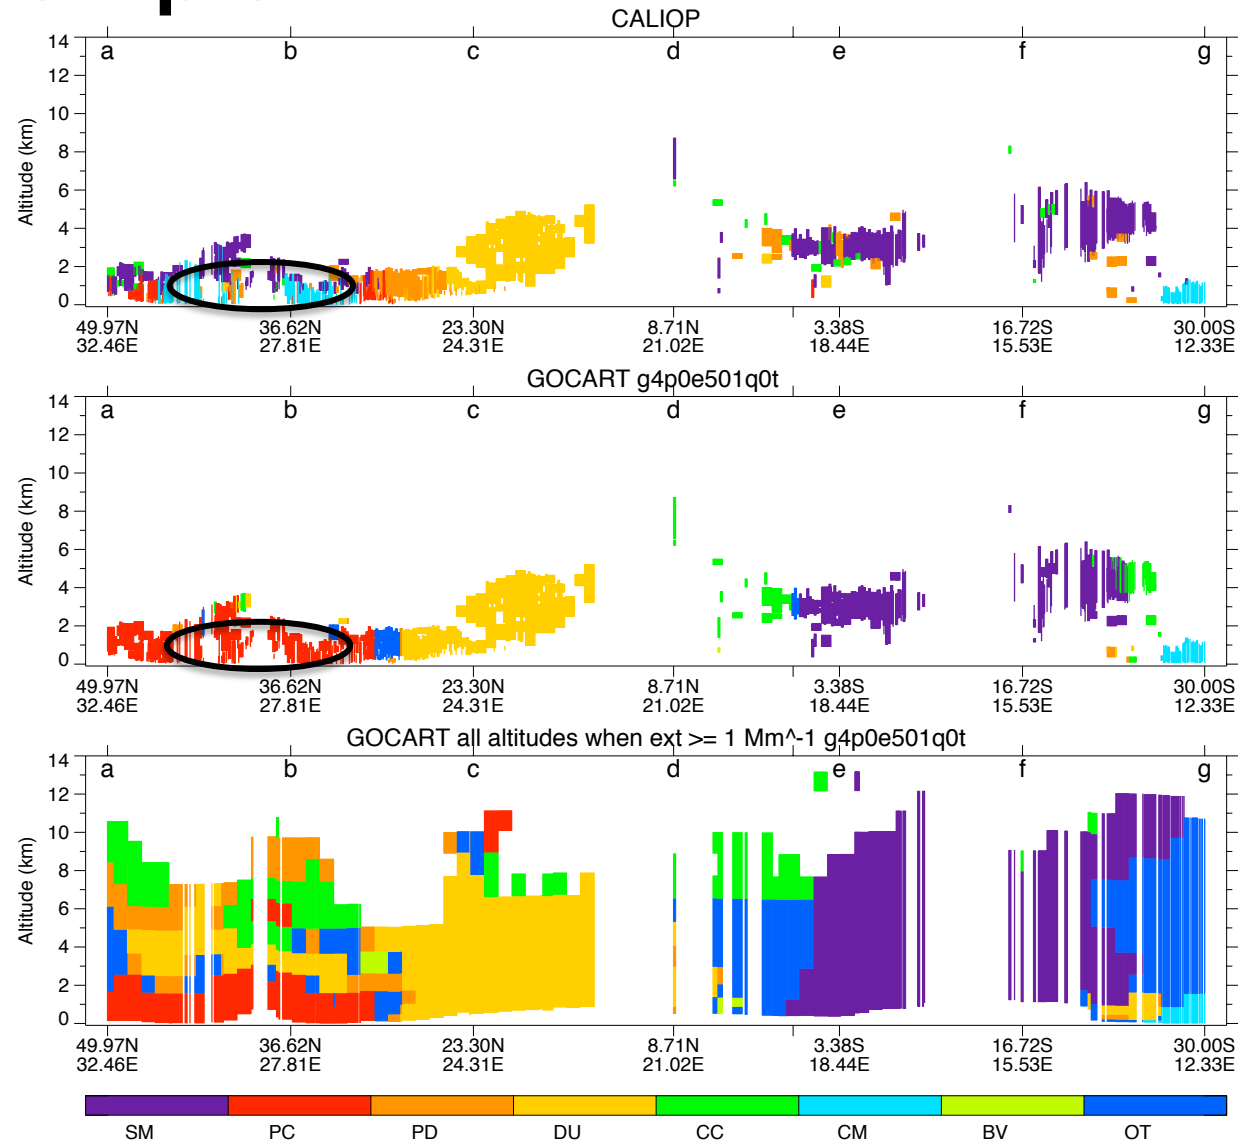 CALIOP
a b c d e f g
14
12
10
8
6
4
2
0
Altitude (km)
49.97N 36.62N 23.30N 8.71N 3.38S 16.72S 30.00S
32.46E 27.81E 24.31E 21.02E 18.44E 15.53E 12.33E
GOCART g4p0e501q0t
a b c d e f g
14
12
10
8
6
4
2
0
Altitude (km)
49.97N 36.62N 23.30N 8.71N 3.38S 16.72S 30.00S
32.46E 27.81E 24.31E 21.02E 18.44E 15.53E 12.33E
GOCART all altitudes when ext >= 1 Mm^-1 g4p0e501q0t
a b c d e f g
14
12
10
8
6
4
2
0
Altitude (km)
49.97N 36.62N 23.30N 8.71N 3.38S 16.72S 30.00S
32.46E 27.81E 24.31E 21.02E 18.44E 15.53E 12.33E
SM PC PD DU CC CM BV OT